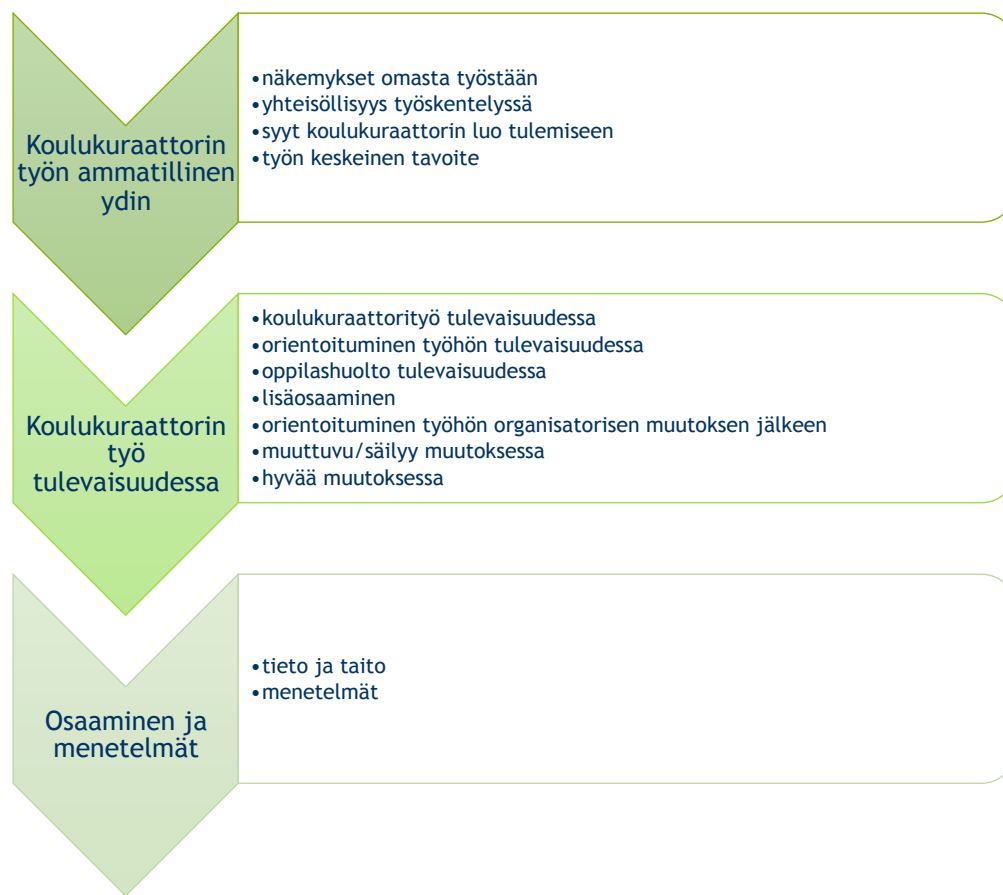 Koulukuraattorin
työn ammatillinen
ydin
•näkemykset omasta työstään
•yhteisöllisyys työskentelyssä
•syyt koulukuraattorin luo tulemiseen
•työn keskeinen tavoite
Koulukuraattorin
työ
tulevaisuudessa
•koulukuraattorityö tulevaisuudessa
•orientoituminen työhön tulevaisuudessa
•oppilashuolto tulevaisuudessa
•lisäosaaminen
•orientoituminen työhön organisatorisen muutoksen jälkeen
•muuttuvu/säilyy muutoksessa
•hyvää muutoksessa
Osaaminen ja
menetelmät
•tieto ja taito
•menetelmät